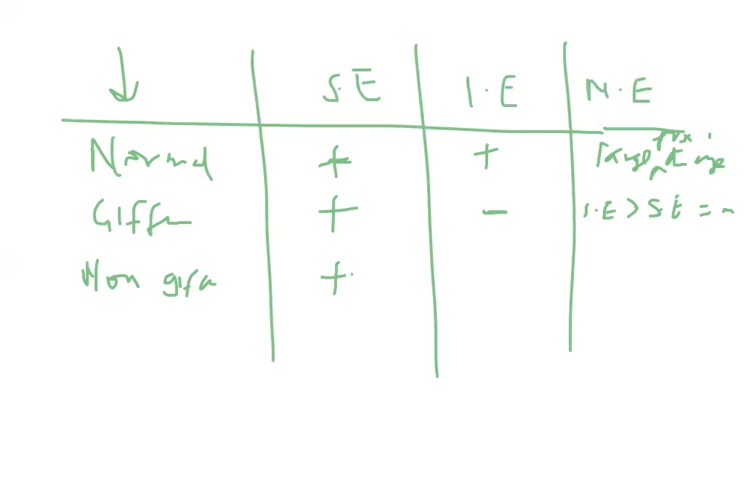 ↓ S.E I.E N.E
Normal + +
Giffen + - I.E > S.E =
Non giffen +